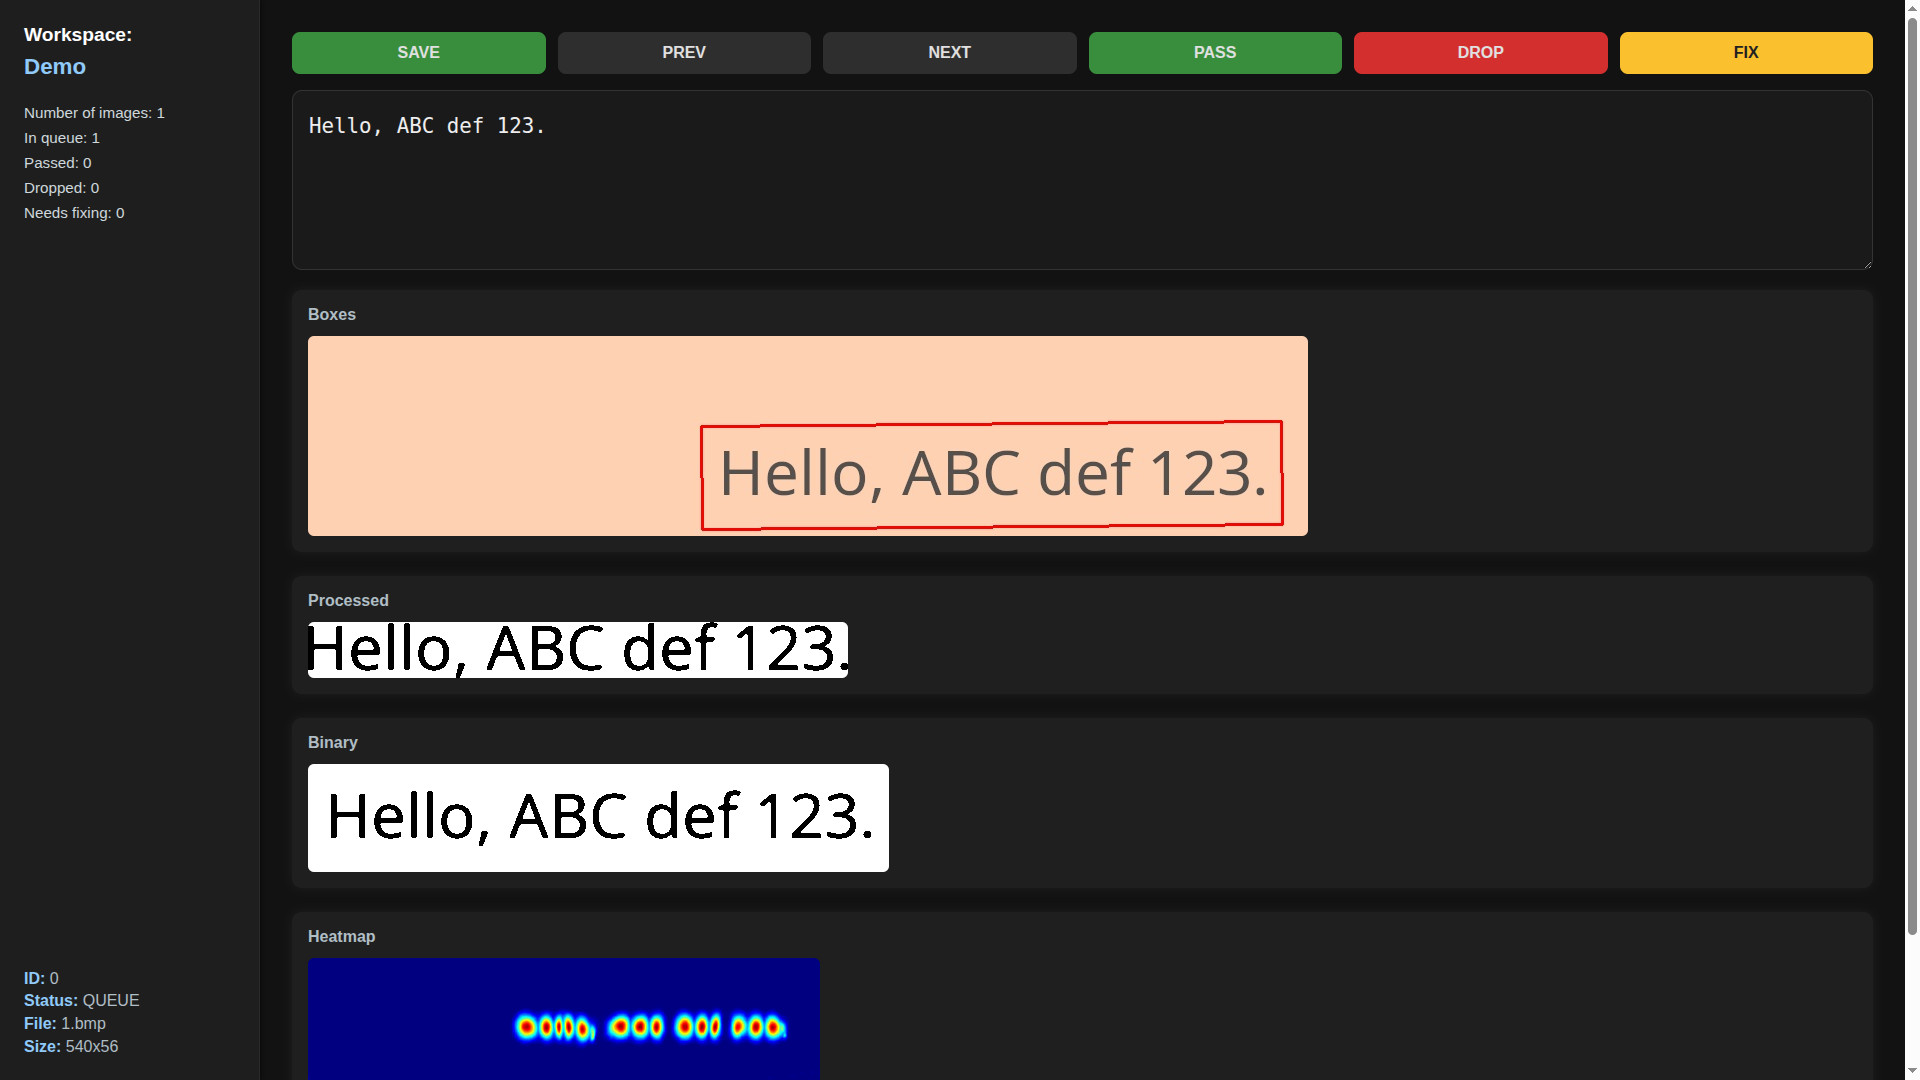 Workspace:
Demo
Number of images: 1
In queue: 1
Passed: 0
Dropped: 0
Needs fixing: 0
SAVE PREV NEXT PASS DROP FIX
Hello, ABC def 123.
Boxes
Hello, ABC def 123.
Processed
Hello, ABC def 123.
Binary
Hello, ABC def 123.
Heatmap
ID: 0
Status: QUEUE
File: 1.bmp
Size: 540x56